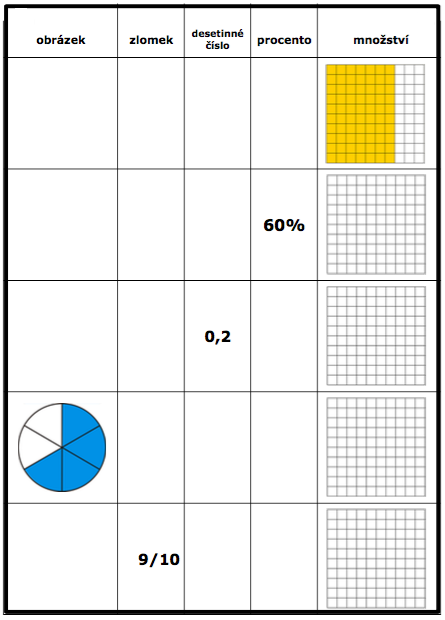 obrázek
zlomek
desetinné
číslo
procento
množství
60%
0,2
9/10